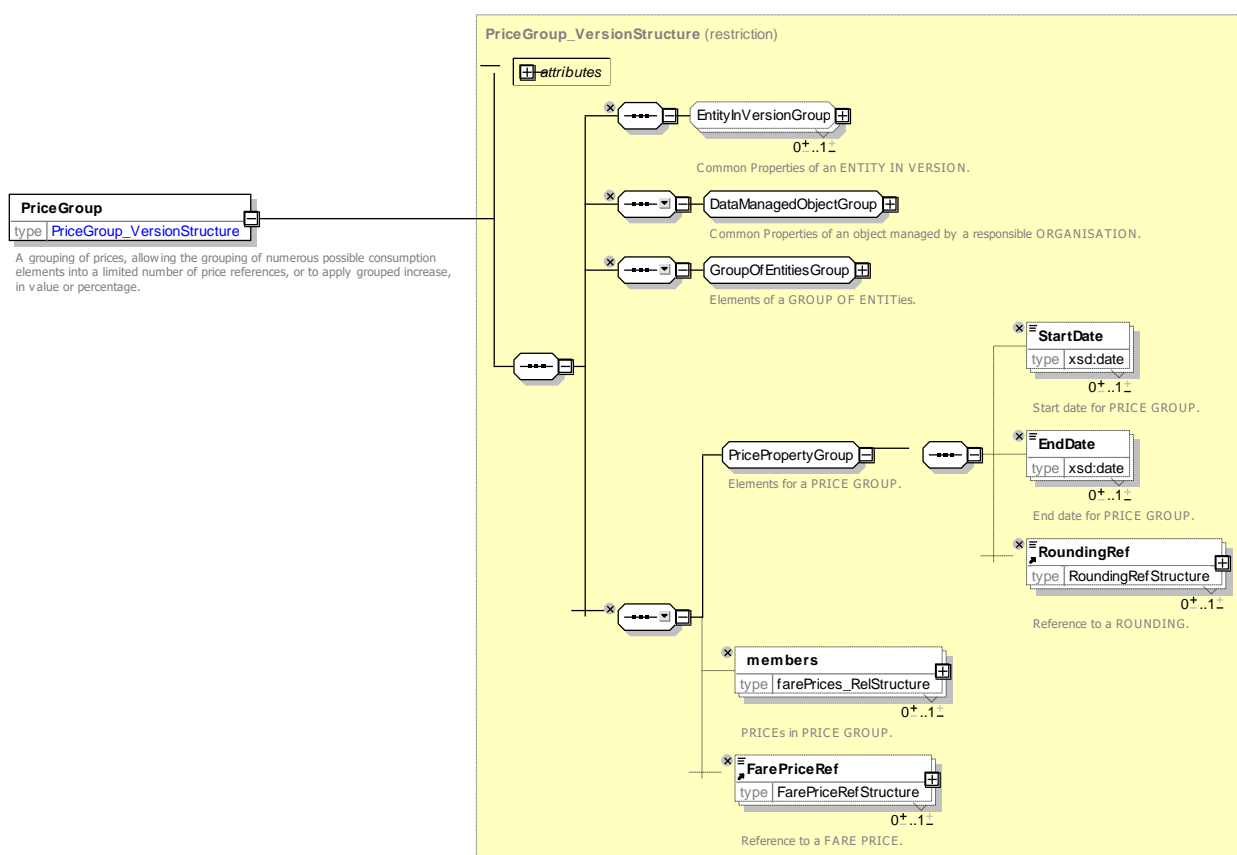 PriceGroup_VersionStructure (restriction)
attributes
EntityInVersionGroup
0..1
Common Properties of an ENTITY IN VERSION.
PriceGroup
type PriceGroup_VersionStructure
A grouping of prices, allowing the grouping of numerous possible consumption
elements into a limited number of price references, or to apply grouped increase,
in value or percentage.
DataManagedObjectGroup
Common Properties of an object managed by a responsible ORGANISATION.
GroupOfEntitiesGroup
Elements of a GROUP OF ENTITies.
StartDate
type xsd:date
0..1
Start date for PRICE GROUP.
PricePropertyGroup
Elements for a PRICE GROUP.
EndDate
type xsd:date
0..1
End date for PRICE GROUP.
RoundingRef
type RoundingRefStructure
0..1
Reference to a ROUNDING.
members
type farePrices_RelStructure
0..1
PRICEs in PRICE GROUP.
FarePriceRef
type FarePriceRefStructure
0..1
Reference to a FARE PRICE.